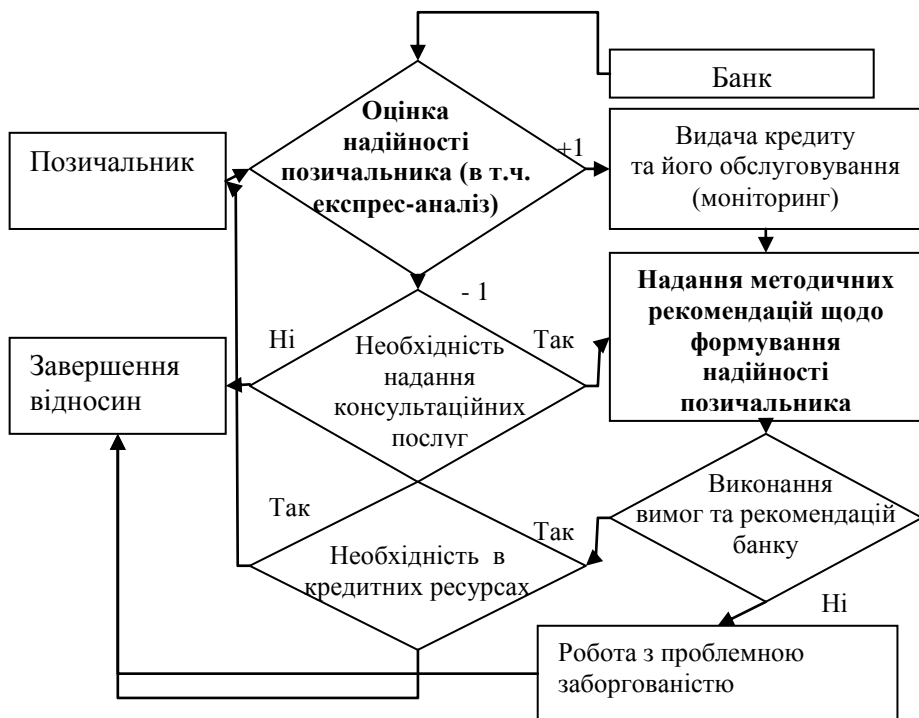 Банк
Оцінка
надійності
позичальника (в т.ч.
експрес-аналіз)
Позичальник
+1
Видача кредиту
та його обслуговування
(моніторинг)
- 1
Надання методичних
рекомендацій щодо
формування
надійності
позичальника
Ні
Так
Необхідність
надання
консультаційних
послуг
Завершення
відносин
Так
Так
Виконання
вимог та рекомендацій
банку
Необхідність в
кредитних ресурсах
Ні
Робота з проблемною
заборгованістю